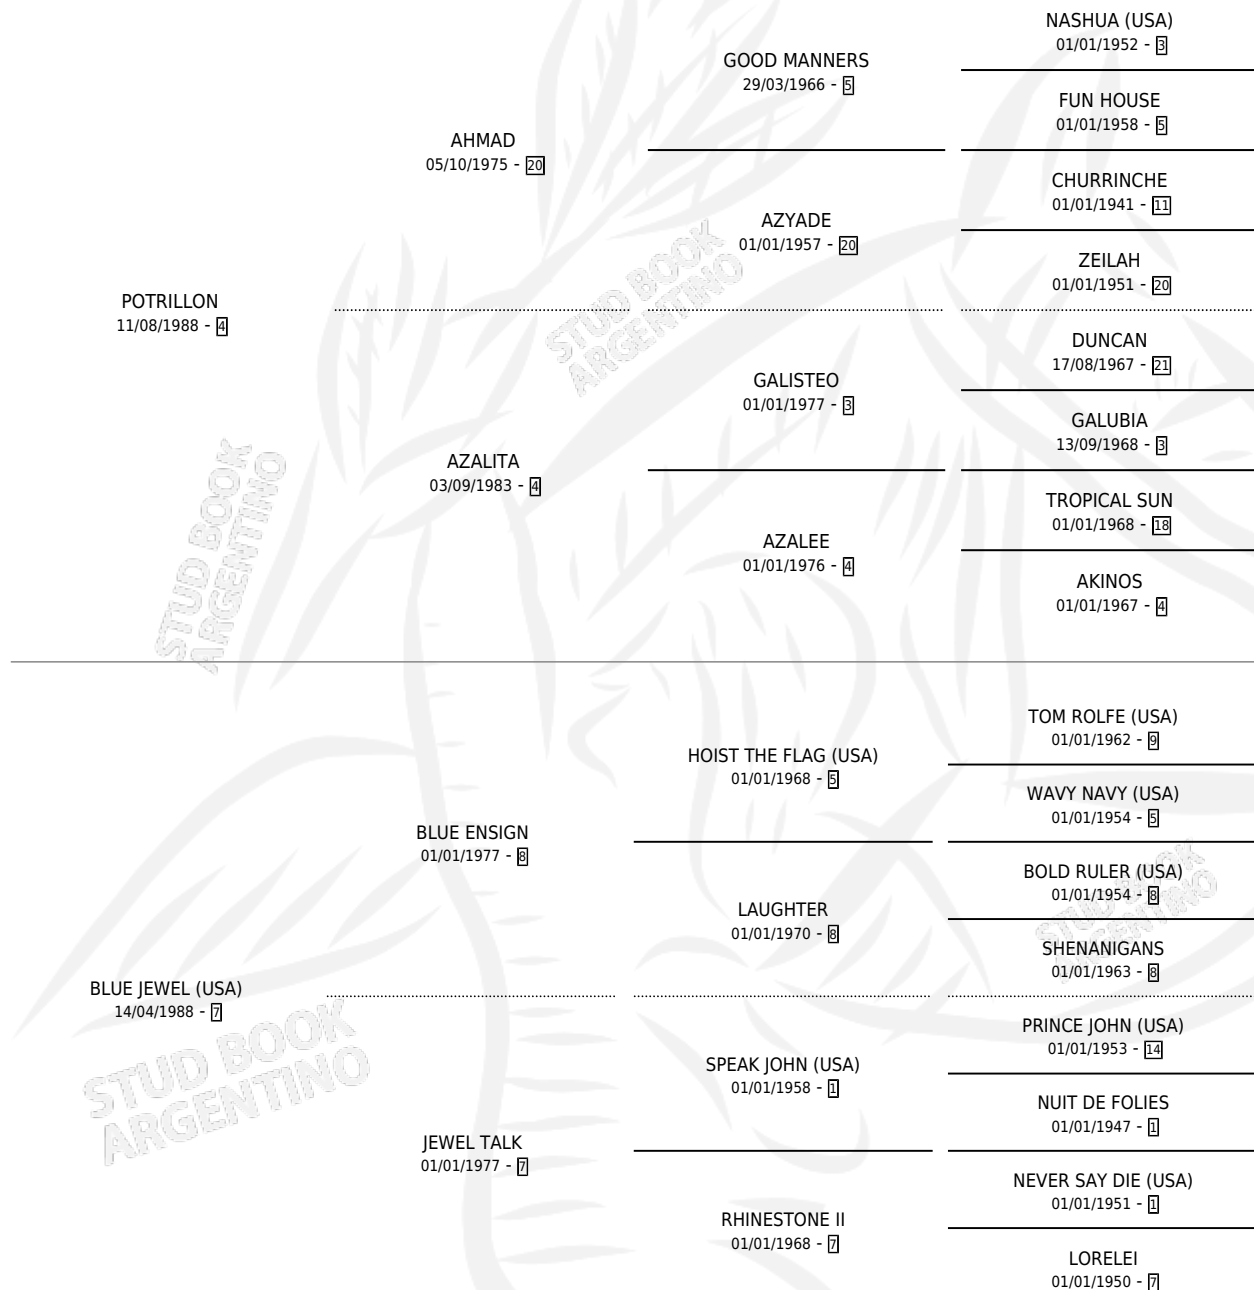 POTRILLON
11/08/1988 - 4
AHMAD
05/10/1975 - 20
GOOD MANNERS
29/03/1966 - 5
NASHUA (USA)
01/01/1952 - 3
FUN HOUSE
01/01/1958 - 5
AZYADE
01/01/1957 - 20
CHURRINCHE
01/01/1941 - 11
ZEILAH
01/01/1951 - 20
AZALITA
03/09/1983 - 4
GALISTEO
01/01/1977 - 3
DUNCAN
17/08/1967 - 21
GALUBIA
13/09/1968 - 3
AZALEE
01/01/1976 - 4
TROPICAL SUN
01/01/1968 - 18
AKINOS
01/01/1967 - 4
BLUE JEWEL (USA)
14/04/1988 - 7
BLUE ENSIGN
01/01/1977 - 8
HOIST THE FLAG (USA)
01/01/1968 - 5
TOM ROLFE (USA)
01/01/1962 - 9
WAVY NAVY (USA)
01/01/1954 - 5
LAUGHTER
01/01/1970 - 8
BOLD RULER (USA)
01/01/1954 - 8
SHENANIGANS
01/01/1963 - 8
JEWEL TALK
01/01/1977 - 7
SPEAK JOHN (USA)
01/01/1958 - 1
PRINCE JOHN (USA)
01/01/1953 - 14
NUIT DE FOLIES
01/01/1947 - 1
RHINESTONE II
01/01/1968 - 7
NEVER SAY DIE (USA)
01/01/1951 - 1
LORELEI
01/01/1950 - 7
STUD BOOK
ARGENTINO
STUD BOOK
ARGENTINO
STUD BOOK
ARGENTINO
STUD BOOK
ARGENTINO